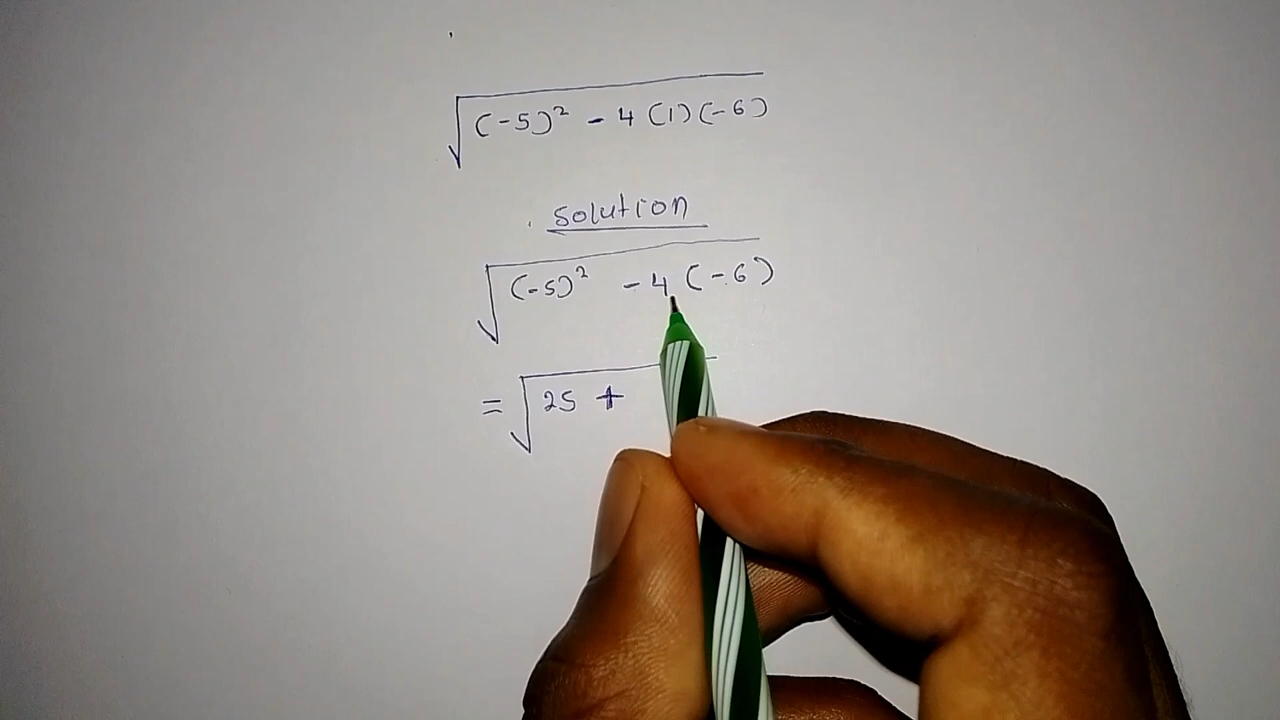 √(-5)² - 4(1)(-6)
solution
√(-5)² - 4(-6)
= √25 +